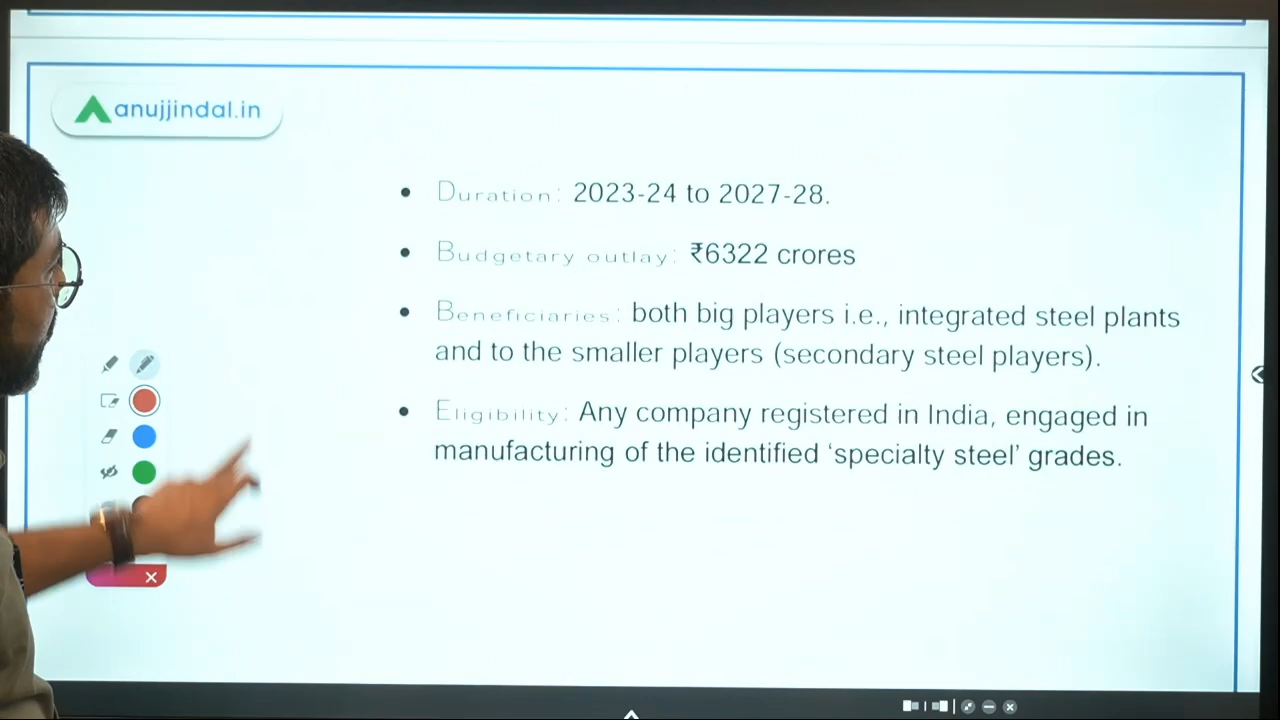 anujjindal.in
Duration: 2023-24 to 2027-28.
Budgetary outlay: ₹6322 crores
Beneficiaries: both big players i.e., integrated steel plants
and to the smaller players (secondary steel players).
Eligibility: Any company registered in India, engaged in
manufacturing of the identified ‘specialty steel’ grades.